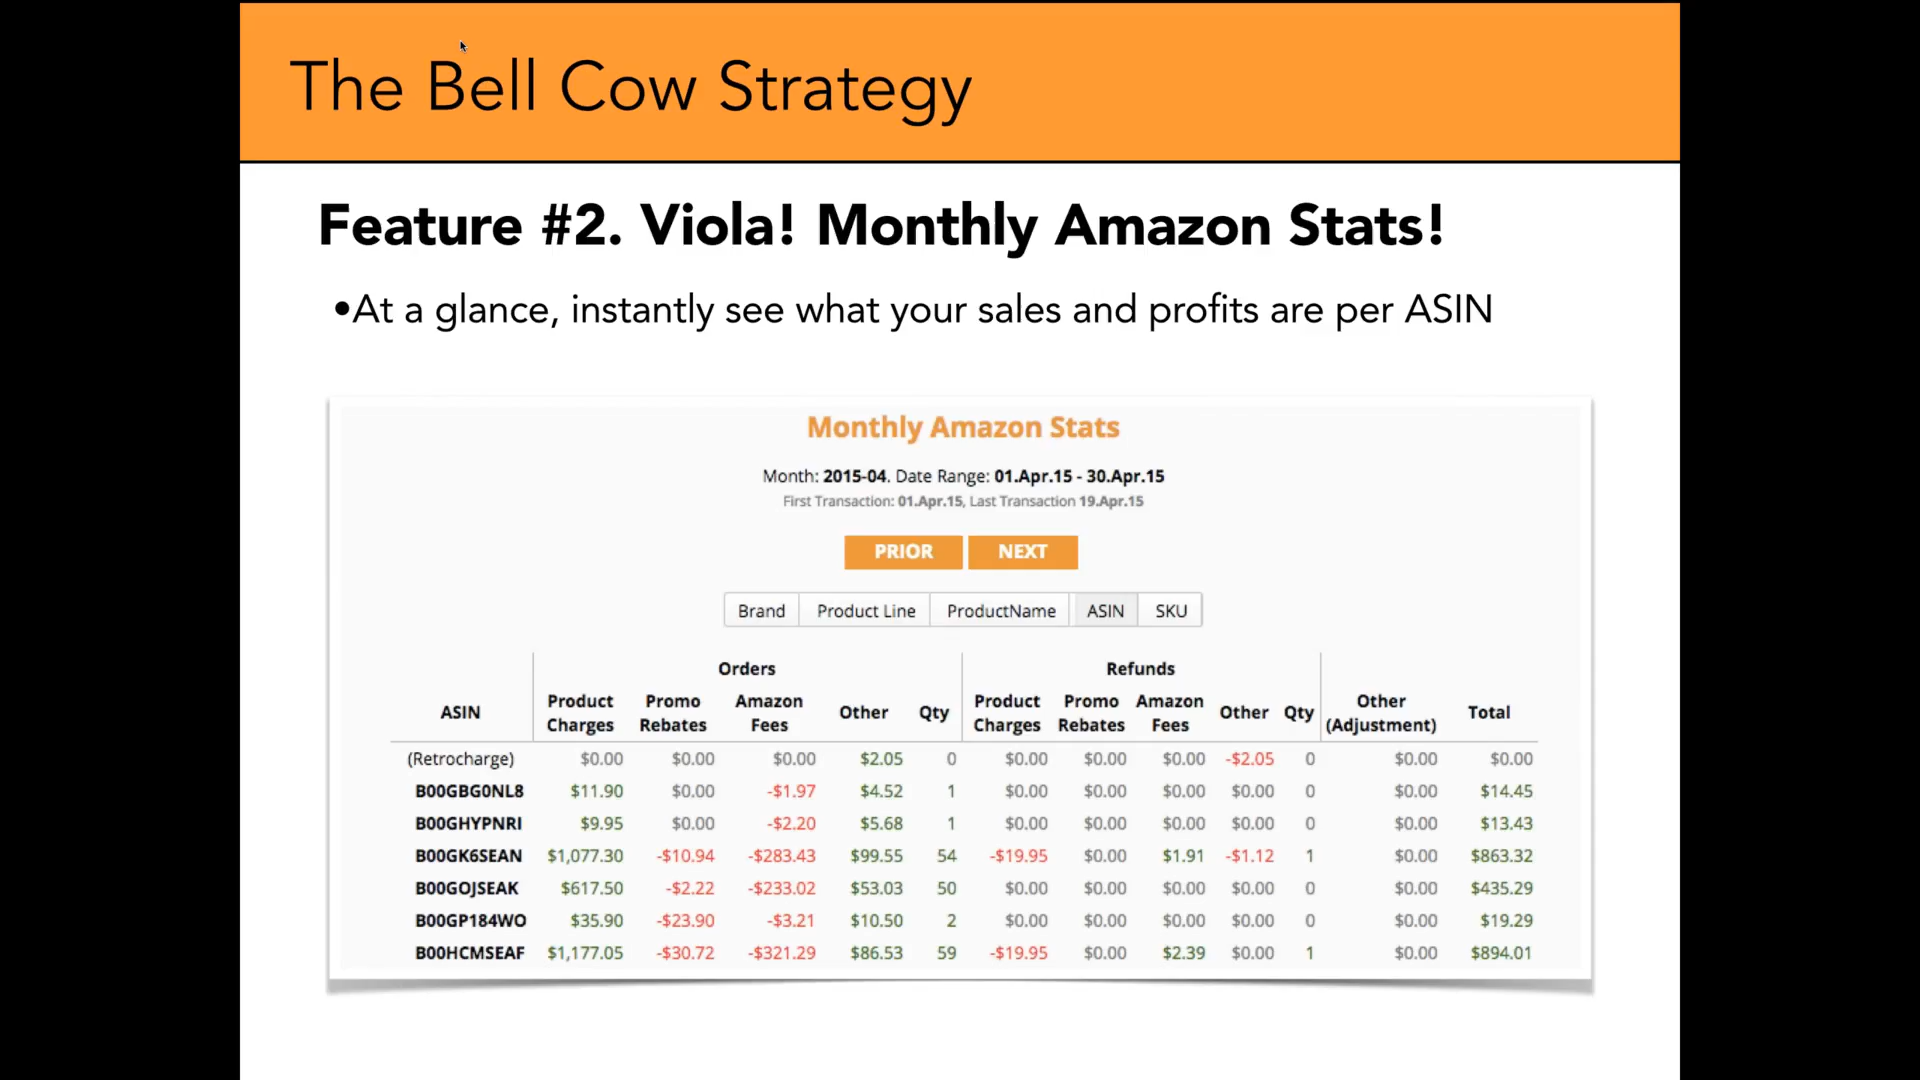 The Bell Cow Strategy
Feature #2. Viola! Monthly Amazon Stats!
•At a glance, instantly see what your sales and profits are per ASIN
Monthly Amazon Stats
Month: 2015-04. Date Range: 01.Apr.15 - 30.Apr.15
First Transaction: 01.Apr.15, Last Transaction 19.Apr.15
PRIOR NEXT
Brand Product Line ProductName ASIN SKU
Orders Refunds
ASIN Product Charges Promo Rebates Amazon Fees Other Qty Product Charges Promo Rebates Amazon Fees Other Qty Other (Adjustment) Total
(Retrocharge) $0.00 $0.00 $0.00 $2.05 0 $0.00 $0.00 $0.00 -$2.05 0 $0.00 $0.00
B00GBG0NL8 $11.90 $0.00 -$1.97 $4.52 1 $0.00 $0.00 $0.00 $0.00 0 $0.00 $14.45
B00GHYPNRI $9.95 $0.00 -$2.20 $5.68 1 $0.00 $0.00 $0.00 $0.00 0 $0.00 $13.43
B00GK6SEAN $1,077.30 -$10.94 -$283.43 $99.55 54 -$19.95 $0.00 $1.91 -$1.12 1 $0.00 $863.32
B00GOJSEAK $617.50 -$2.22 -$233.02 $53.03 50 $0.00 $0.00 $0.00 $0.00 0 $0.00 $435.29
B00GP184WO $35.90 -$23.90 -$3.21 $10.50 2 $0.00 $0.00 $0.00 $0.00 0 $0.00 $19.29
B00HCMSEAF $1,177.05 -$30.72 -$321.29 $86.53 59 -$19.95 $0.00 $2.39 $0.00 1 $0.00 $894.01